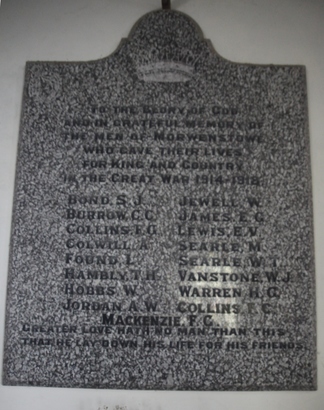 TO THE GLORY OF GOD
AND IN GRATEFUL MEMORY OF
THE MEN OF MORWENSTOWE
WHO GAVE THEIR LIVES
FOR KING AND COUNTRY
IN THE GREAT WAR 1914-1918
BOND, S. J. JEWELL, W.
BURROW, C.C. JAMES, E. G.
COLLINS, F.G. LEWIS, E.V.
COLWILL, A. SEARLE, M.
FOUND, L. SEARLE, W. T.
HAMBLY, T.H. VANSTONE, W.J.
HOBBS, W. WARREN, H. G.
JORDAN, A.W. COLLINS, F. C.
MACKENZIE, F. G.
GREATER LOVE HATH NO MAN THAN THIS
THAT HE LAY DOWN HIS LIFE FOR HIS FRIENDS.